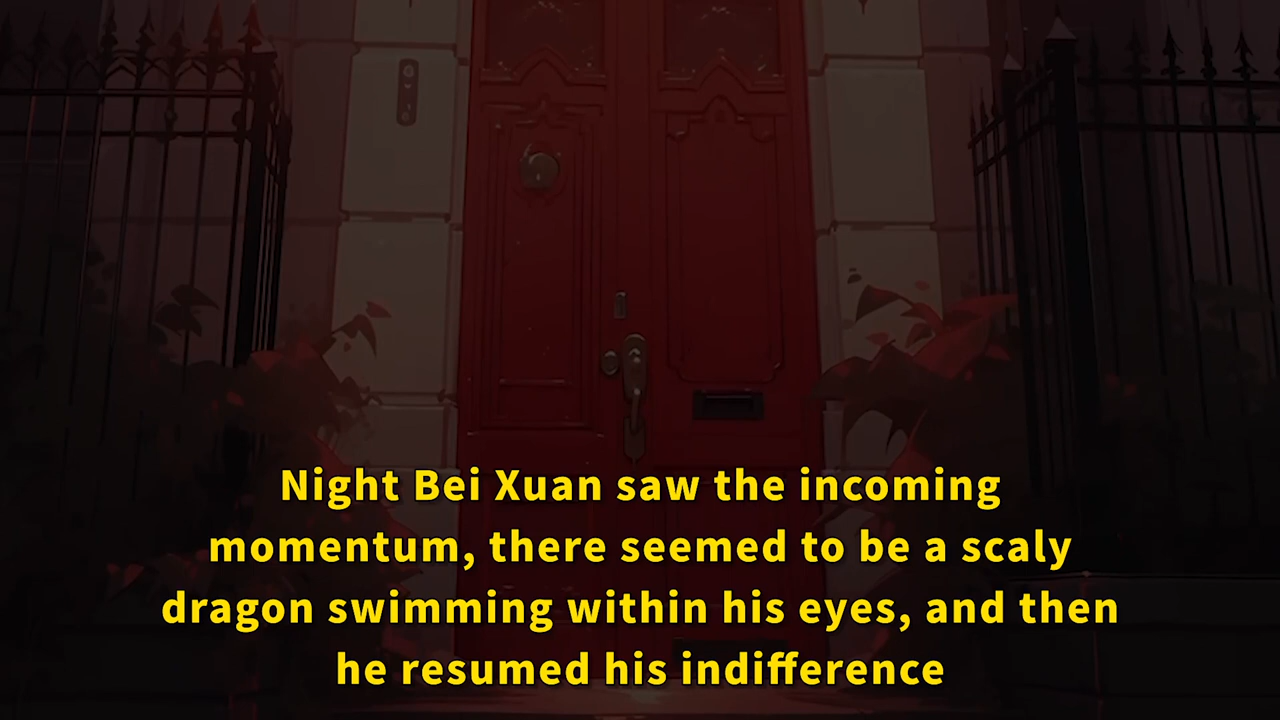 Night Bei Xuan saw the incoming
momentum, there seemed to be a scaly
dragon swimming within his eyes, and then
he resumed his indifference